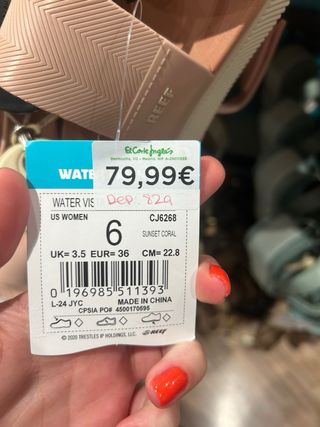 REEF
El Corte Inglés
79,99€
WATE
WATER VIS
Dep. 829
US WOMEN
6
CJ6268
SUNSET CORAL
UK= 3.5 EUR= 36 CM= 22.8
0 196985 511393
L-24 JYC MADE IN CHINA
CPSIA PO# 4500170595
© 2020 TRESTLES IP HOLDINGS, LLC. REEF